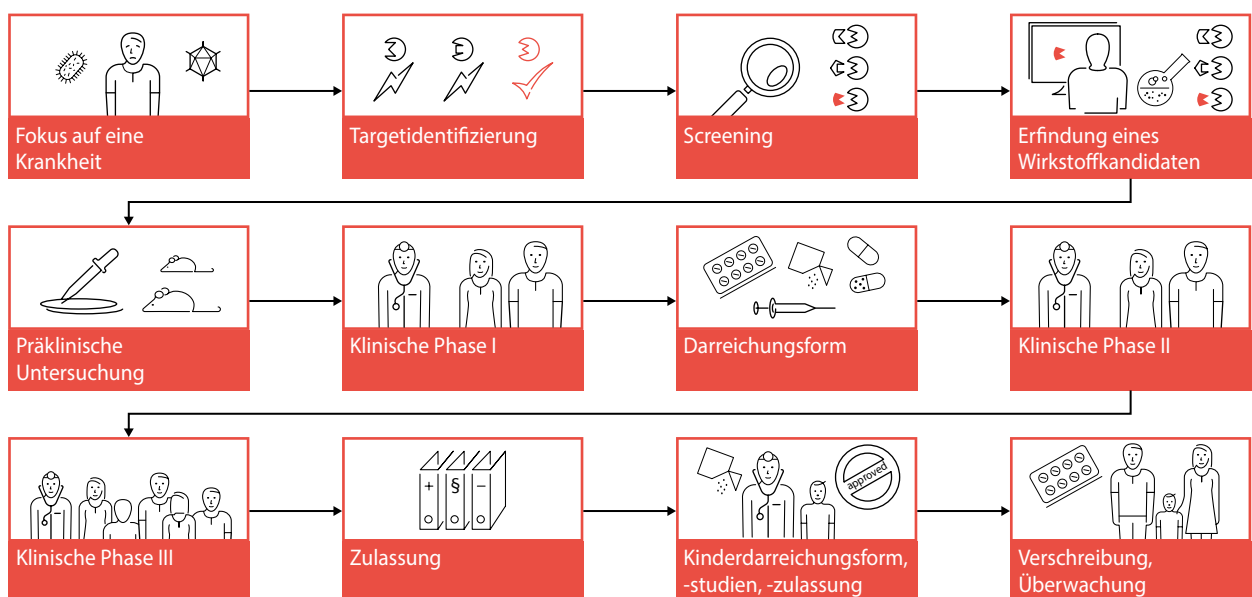 Fokus auf eine
Krankheit
Targetidentifizierung
Screening
Erfindung eines
Wirkstoffkandidaten
Präklinische
Untersuchung
Klinische Phase I
Darreichungsform
Klinische Phase II
Klinische Phase III
+ § –
Zulassung
approved
Kinderdarreichungsform,
-studien, -zulassung
Verschreibung,
Überwachung